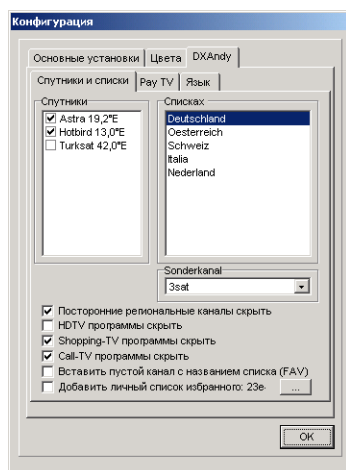 Конфигурация
Основные установки Цвета DXAndy
Спутники и списки Pay TV Язык
Спутники Списках
Astra 19,2°E
Hotbird 13,0°E
Turksat 42,0°E
Deutschland
Oesterreich
Schweiz
Italia
Nederland
Sonderkanal
3sat
Посторонние региональные каналы скрыть
HDTV программы скрыть
Shopping-TV программы скрыть
Call-TV программы скрыть
Вставить пустой канал с названием списка (FAV)
Добавить личный список избранного: 23e- ...
OK